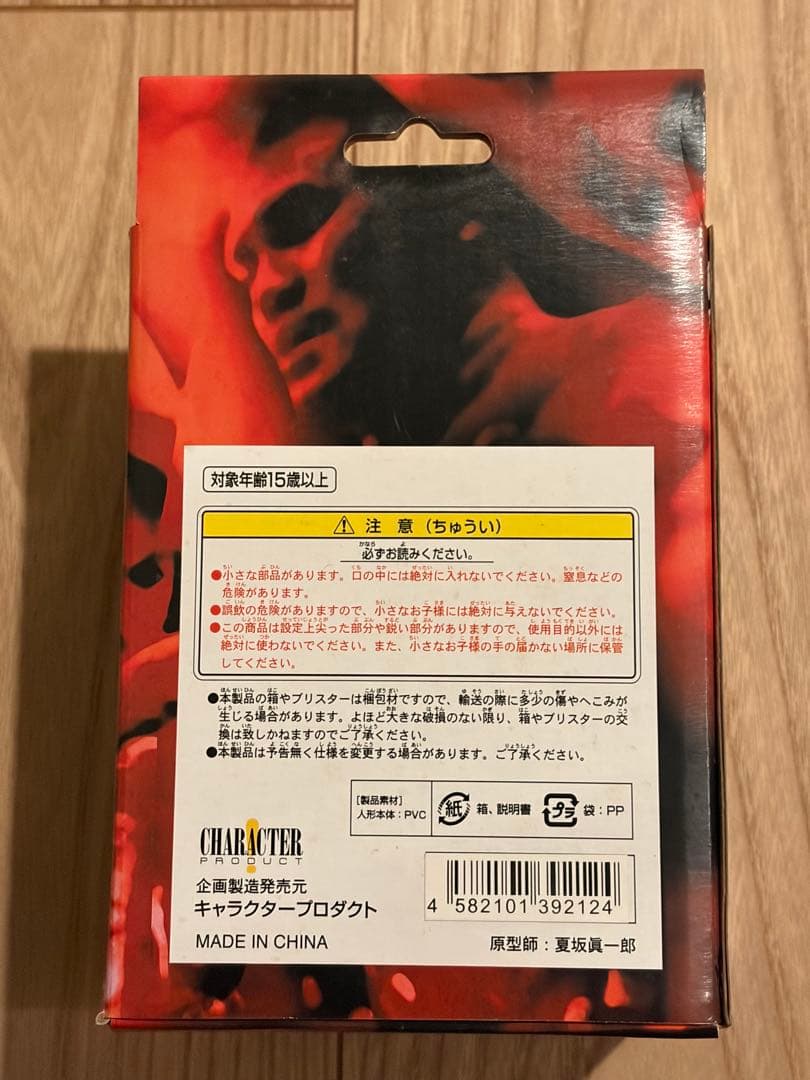 対象年齢15歳以上
注 意（ちゅうい）
必ずお読みください。
●小さな部品があります。口の中には絶対に入れないでください。窒息などの
危険があります。
●誤飲の危険がありますので、小さなお子様には絶対に与えないでください。
●この商品は設定上尖った部分や鋭い部分がありますので、使用目的以外には
絶対に使わないでください。また、小さなお子様の手の届かない場所に保管
してください。
●本製品の箱やブリスターは梱包材ですので、輸送の際に多少の傷やへこみが
生じる場合があります。よほど大きな破損のない限り、箱やブリスターの交
換は致しかねますのでご了承ください。
●本製品は予告無く仕様を変更する場合があります。ご了承ください。
［製品素材］
人形本体：PVC
紙 箱、説明書
プラ 袋：PP
CHARACTER
PRODUCT
企画製造発売元
キャラクタープロダクト
MADE IN CHINA
4 582101 392124
原型師：夏坂眞一郎